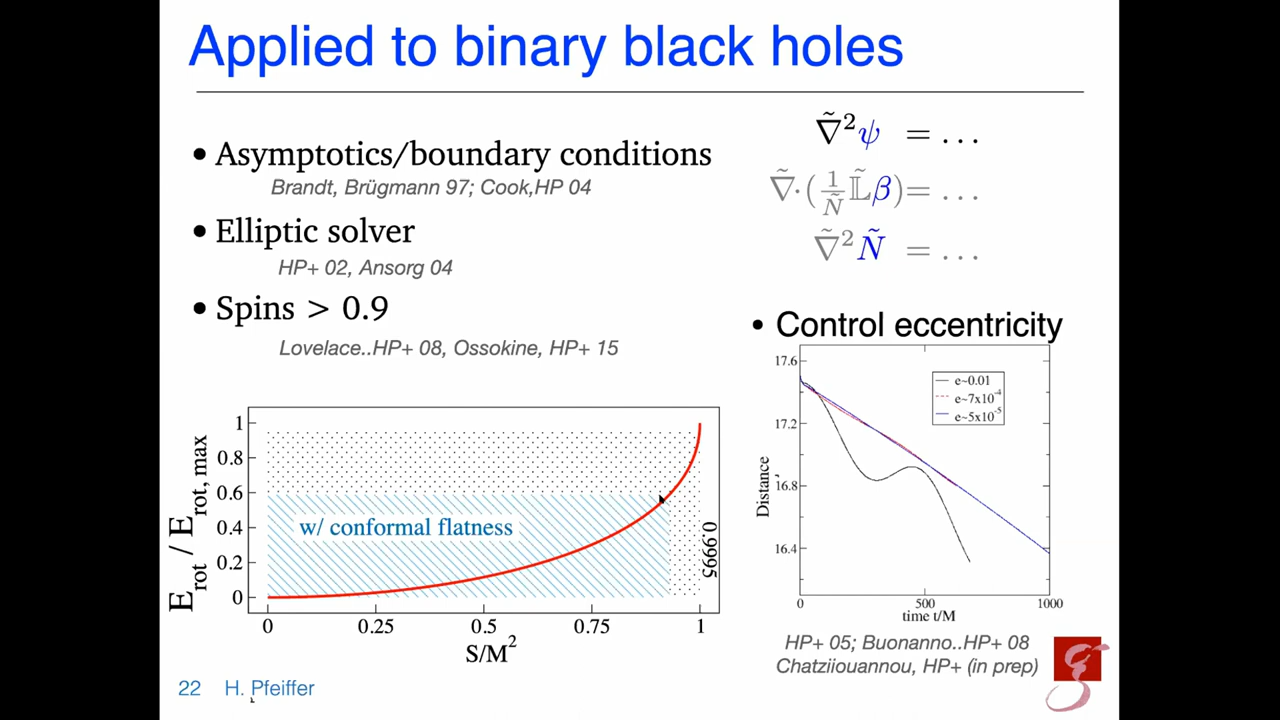 Applied to binary black holes
• Asymptotics/boundary conditions
Brandt, Brügmann 97; Cook,HP 04
• Elliptic solver
HP+ 02, Ansorg 04
• Spins > 0.9
Lovelace..HP+ 08, Ossokine, HP+ 15
∇̃²ψ = ...
∇̃·(1/Ñ 𝕃̃β)= ...
∇̃²Ñ = ...
• Control eccentricity
E_rot / E_rot, max
1
0.8
0.6
0.4
0.2
0
w/ conformal flatness
0.9995
0 0.25 0.5 0.75 1
S/M²
Distance
17.6
17.2
16.8
16.4
e~0.01
e~7x10⁻⁴
e~5x10⁻⁵
0 500 1000
time t/M
HP+ 05; Buonanno..HP+ 08
Chatziiouannou, HP+ (in prep)
22 H. Pfeiffer